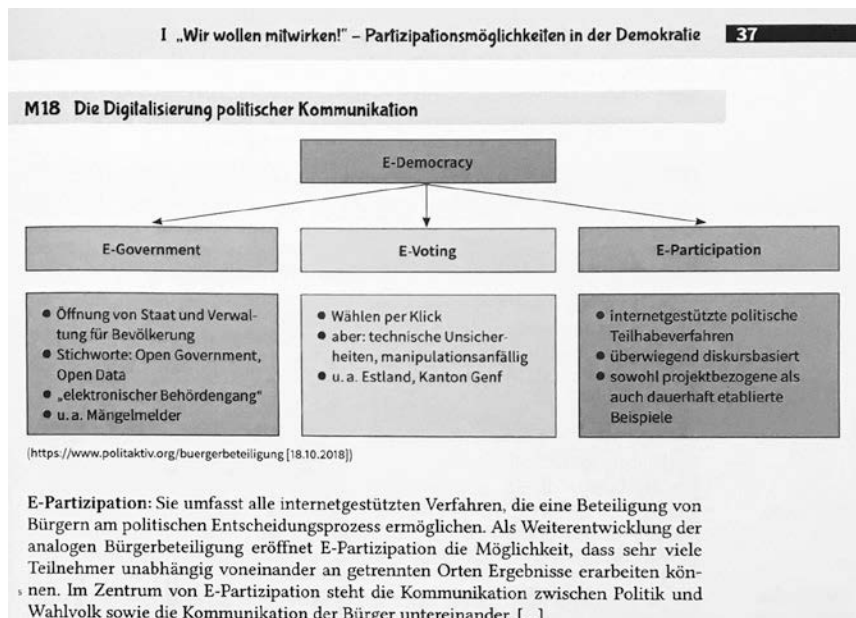 I „Wir wollen mitwirken!" – Partizipationsmöglichkeiten in der Demokratie 37
M18 Die Digitalisierung politischer Kommunikation
E-Democracy
E-Government
● Öffnung von Staat und Verwal-
tung für Bevölkerung
● Stichworte: Open Government,
Open Data
● „elektronischer Behördengang"
● u. a. Mängelmelder
E-Voting
● Wählen per Klick
● aber: technische Unsicher-
heiten, manipulationsanfällig
● u. a. Estland, Kanton Genf
E-Participation
● internetgestützte politische
Teilhabeverfahren
● überwiegend diskursbasiert
● sowohl projektbezogene als
auch dauerhaft etablierte
Beispiele
(https://www.politaktiv.org/buergerbeteiligung [18.10.2018])
E-Partizipation: Sie umfasst alle internetgestützten Verfahren, die eine Beteiligung von
Bürgern am politischen Entscheidungsprozess ermöglichen. Als Weiterentwicklung der
analogen Bürgerbeteiligung eröffnet E-Partizipation die Möglichkeit, dass sehr viele
Teilnehmer unabhängig voneinander an getrennten Orten Ergebnisse erarbeiten kön-
5 nen. Im Zentrum von E-Partizipation steht die Kommunikation zwischen Politik und
Wahlvolk sowie die Kommunikation der Bürger untereinander. [...]